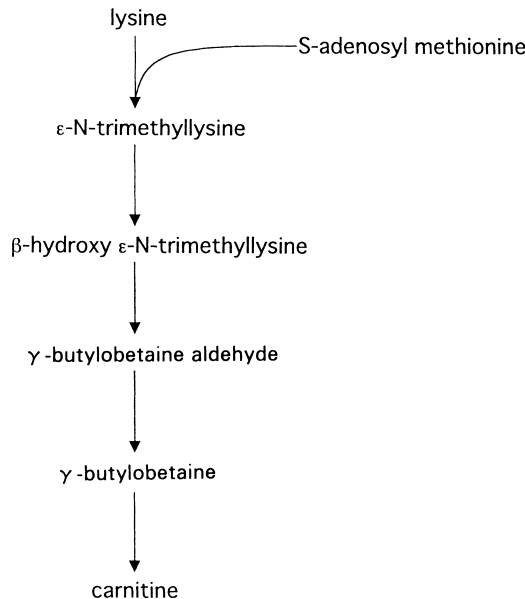 lysine
S-adenosyl methionine
ε-N-trimethyllysine
β-hydroxy ε-N-trimethyllysine
γ-butylobetaine aldehyde
γ-butylobetaine
carnitine